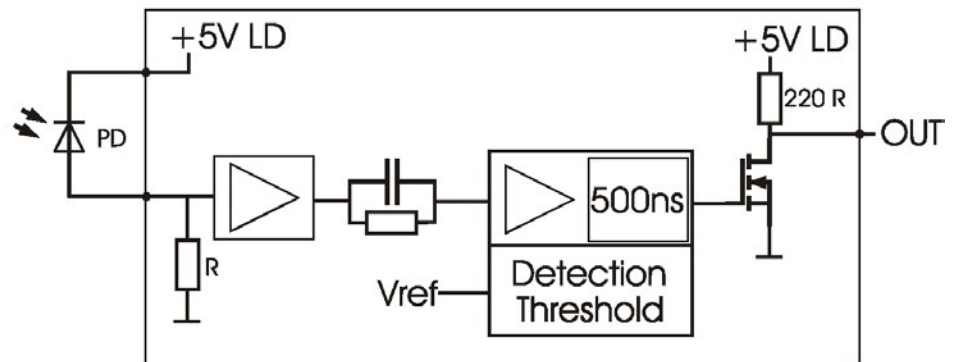 +5V LD
+5V LD
220 R
PD
OUT
500ns
R
Vref
Detection
Threshold